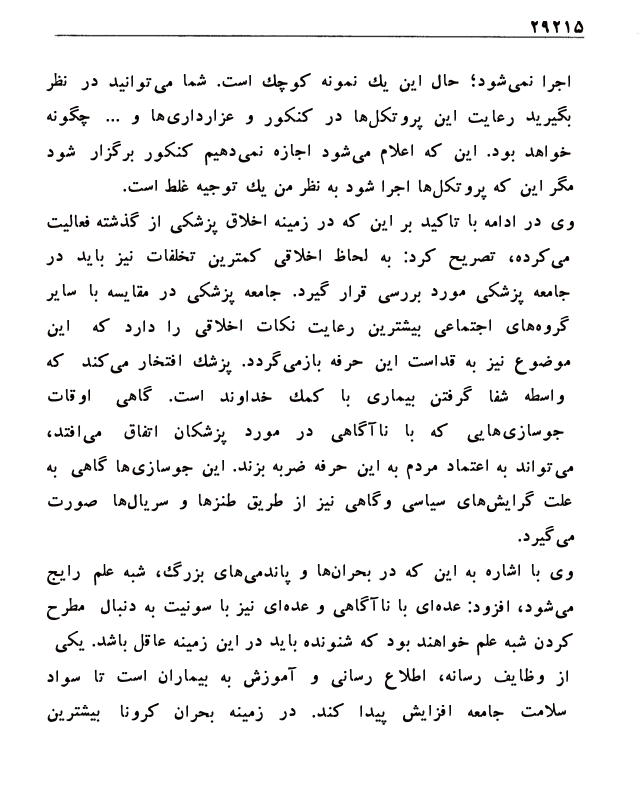 ۲۹۲۱۵
اجرا نمی‌شود؛ حال این یك نمونه کوچك است. شما می‌توانید در نظر
بگیرید رعایت این پروتکل‌ها در کنکور و عزارداری‌ها و ... چگونه
خواهد بود. این که اعلام می‌شود اجازه نمی‌دهیم کنکور برگزار شود
مگر این که پروتکل‌ها اجرا شود به نظر من یك توجیه غلط است.
وی در ادامه با تاکید بر این که در زمینه اخلاق پزشکی از گذشته فعالیت
می‌کرده، تصریح کرد: به لحاظ اخلاقی کمترین تخلفات نیز باید در
جامعه پزشکی مورد بررسی قرار گیرد. جامعه پزشکی در مقایسه با سایر
گروه‌های اجتماعی بیشترین رعایت نکات اخلاقی را دارد که این
موضوع نیز به قداست این حرفه بازمی‌گردد. پزشك افتخار می‌کند که
واسطه شفا گرفتن بیماری با کمك خداوند است. گاهی اوقات
جوسازی‌هایی که با ناآگاهی در مورد پزشکان اتفاق می‌افتد،
می‌تواند به اعتماد مردم به این حرفه ضربه بزند. این جوسازی‌ها گاهی به
علت گرایش‌های سیاسی وگاهی نیز از طریق طنزها و سریال‌ها صورت
می‌گیرد.
وی با اشاره به این که در بحران‌ها و پاندمی‌های بزرگ، شبه علم رایج
می‌شود، افزود: عده‌ای با ناآگاهی و عده‌ای نیز با سونیت به دنبال مطرح
کردن شبه علم خواهند بود که شنونده باید در این زمینه عاقل باشد. یکی
از وظایف رسانه، اطلاع رسانی و آموزش به بیماران است تا سواد
سلامت جامعه افزایش پیدا کند. در زمینه بحران کرونا بیشترین